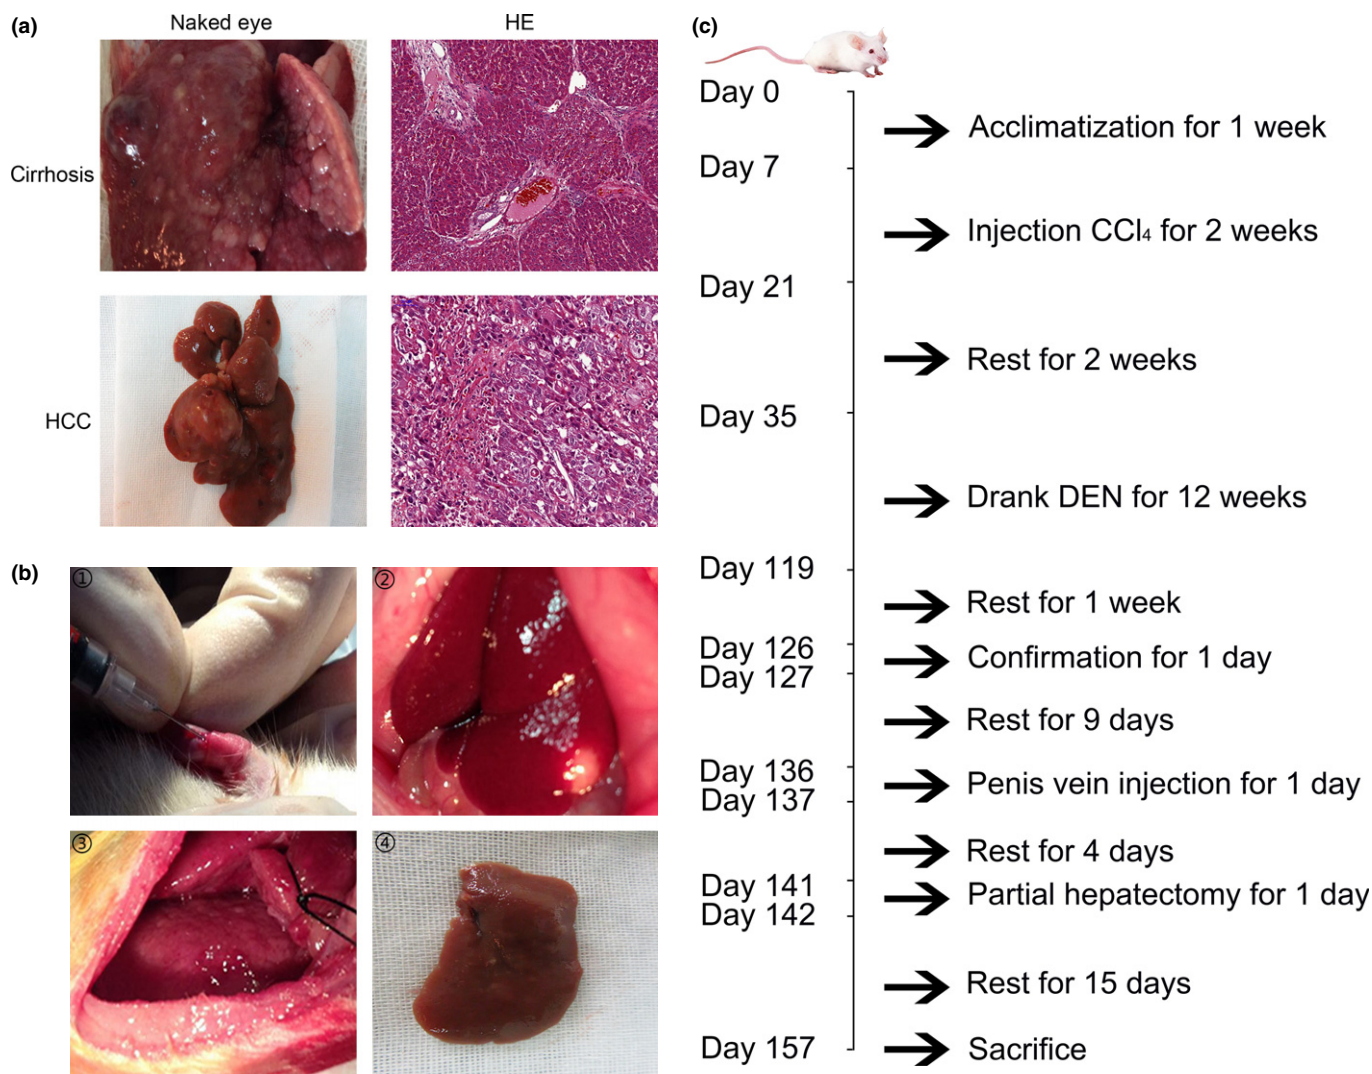 (a)
Naked eye
HE
Cirrhosis
HCC
(b)
①
②
③
④
(c)
Day 0
Acclimatization for 1 week
Day 7
Injection CCl₄ for 2 weeks
Day 21
Rest for 2 weeks
Day 35
Drank DEN for 12 weeks
Day 119
Rest for 1 week
Day 126
Confirmation for 1 day
Day 127
Rest for 9 days
Day 136
Penis vein injection for 1 day
Day 137
Rest for 4 days
Day 141
Partial hepatectomy for 1 day
Day 142
Rest for 15 days
Day 157
Sacrifice